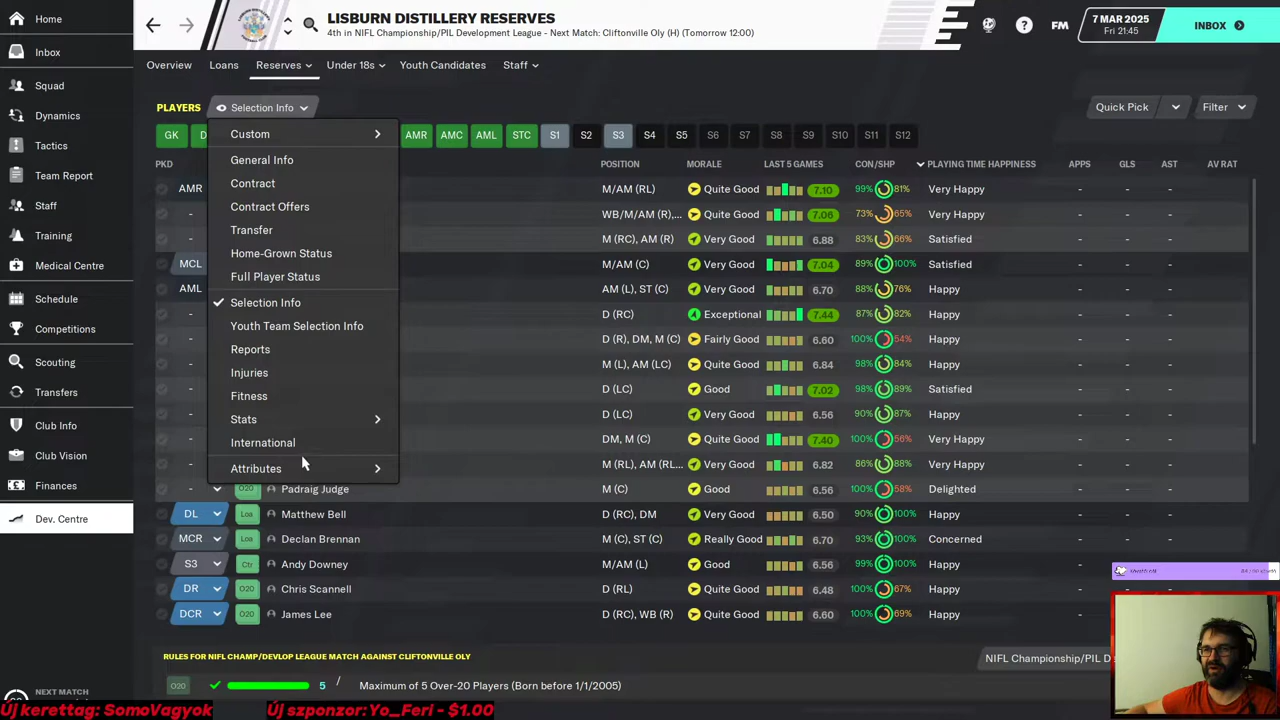 Home
Inbox
Squad
Dynamics
Tactics
Team Report
Staff
Training
Medical Centre
Schedule
Competitions
Scouting
Transfers
Club Info
Club Vision
Finances
Dev. Centre
NEXT MATCH
LISBURN DISTILLERY RESERVES
4th in NIFL Championship/PIL Development League - Next Match: Cliftonville Oly (H) (Tomorrow 12:00)
FM
7 MAR 2025
Fri 21:45
INBOX
Overview Loans Reserves Under 18s Youth Candidates Staff
PLAYERS Selection Info Quick Pick Filter
GK D AMR AMC AML STC S1 S2 S3 S4 S5 S6 S7 S8 S9 S10 S11 S12
PKD POSITION MORALE LAST 5 GAMES CON/SHP PLAYING TIME HAPPINESS APPS GLS AST AV RAT
Custom
General Info
Contract
Contract Offers
Transfer
Home-Grown Status
Full Player Status
Selection Info
Youth Team Selection Info
Reports
Injuries
Fitness
Stats
International
Attributes
AMR M/AM (RL) Quite Good 7.10 99% 81% Very Happy - - - -
- WB/M/AM (R),... Quite Good 7.06 73% 65% Very Happy - - - -
- M (RC), AM (R) Very Good 6.88 83% 66% Satisfied - - - -
MCL M/AM (C) Very Good 7.04 89% 100% Satisfied - - - -
AML AM (L), ST (C) Very Good 6.70 88% 76% Happy - - - -
- D (RC) Exceptional 7.44 87% 82% Happy - - - -
- D (R), DM, M (C) Fairly Good 6.60 100% 54% Happy - - - -
- M (L), AM (LC) Very Good 6.84 98% 84% Happy - - - -
- D (LC) Good 7.02 98% 89% Satisfied - - - -
- D (LC) Very Good 6.56 90% 87% Happy - - - -
- DM, M (C) Quite Good 7.40 100% 56% Very Happy - - - -
- M (RL), AM (RL... Very Good 6.82 86% 88% Very Happy - - - -
O20 Padraig Judge M (C) Good 6.56 100% 58% Delighted - - - -
DL Loa Matthew Bell D (RC), DM Very Good 6.50 90% 100% Happy - - - -
MCR Loa Declan Brennan M (C), ST (C) Really Good 6.70 93% 100% Concerned - - - -
S3 Ctr Andy Downey M/AM (L) Good 6.56 99% 100% Happy - - - -
DR O20 Chris Scannell D (RL) Quite Good 6.48 100% 67% Happy - - - -
DCR O20 James Lee D (RC), WB (R) Quite Good 6.60 100% 69% Happy - - - -
RULES FOR NIFL CHAMP/DEVLOP LEAGUE MATCH AGAINST CLIFTONVILLE OLY
NIFL Championship/PIL D
O20 5 / Maximum of 5 Over-20 Players (Born before 1/1/2005)
Új kerettag: SomoVagyok Új szponzor: Yo_Feri - $1.00